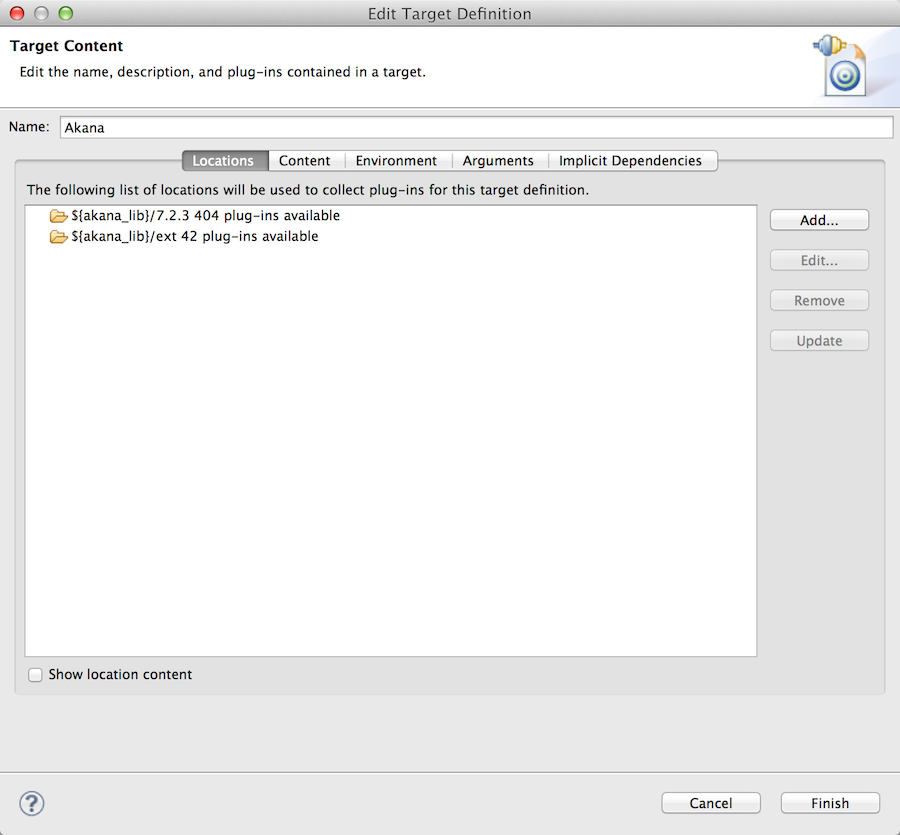 Edit Target Definition
Target Content
Edit the name, description, and plug-ins contained in a target.
Name: Akana
Locations Content Environment Arguments Implicit Dependencies
The following list of locations will be used to collect plug-ins for this target definition.
${akana_lib}/7.2.3 404 plug-ins available
${akana_lib}/ext 42 plug-ins available
Add...
Edit...
Remove
Update
Show location content
?
Cancel Finish